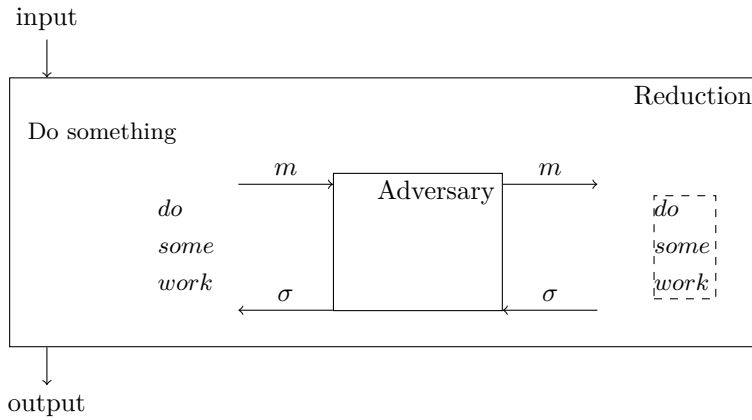 input
Reduction
Do something
m
m
Adversary
do
some
work
do
some
work
σ
σ
output